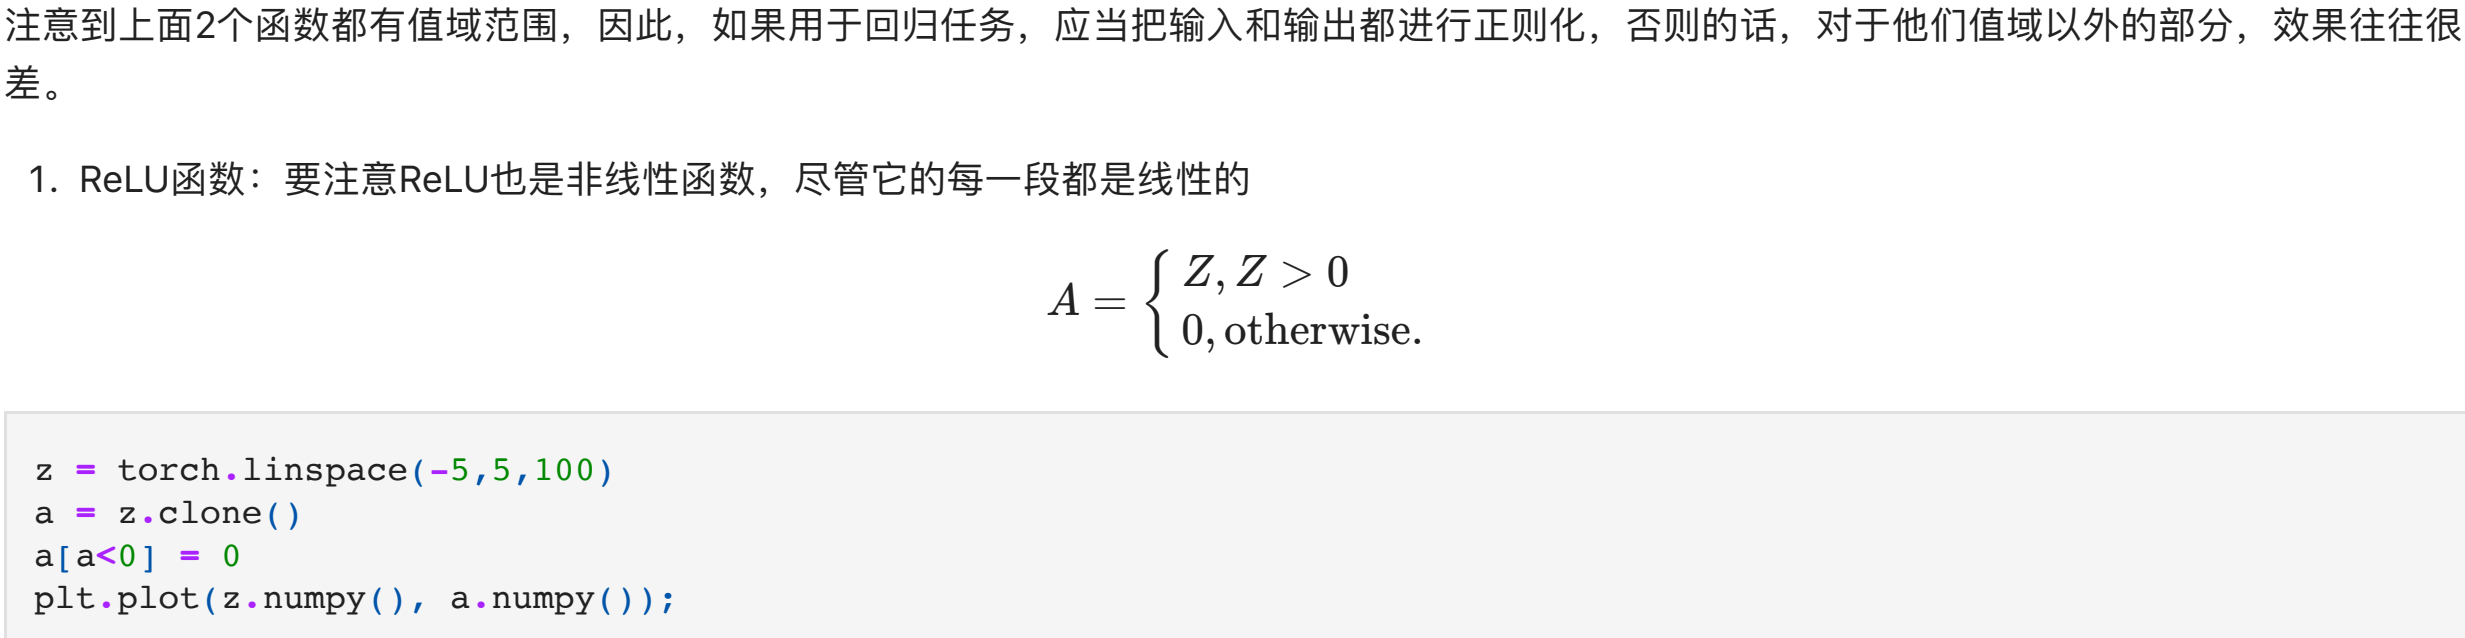 注意到上面2个函数都有值域范围，因此，如果用于回归任务，应当把输入和输出都进行正则化，否则的话，对于他们值域以外的部分，效果往往很
差。
1. ReLU函数：要注意ReLU也是非线性函数，尽管它的每一段都是线性的
A = { Z, Z > 0
0, otherwise.
z = torch.linspace(-5,5,100)
a = z.clone()
a[a<0] = 0
plt.plot(z.numpy(), a.numpy());